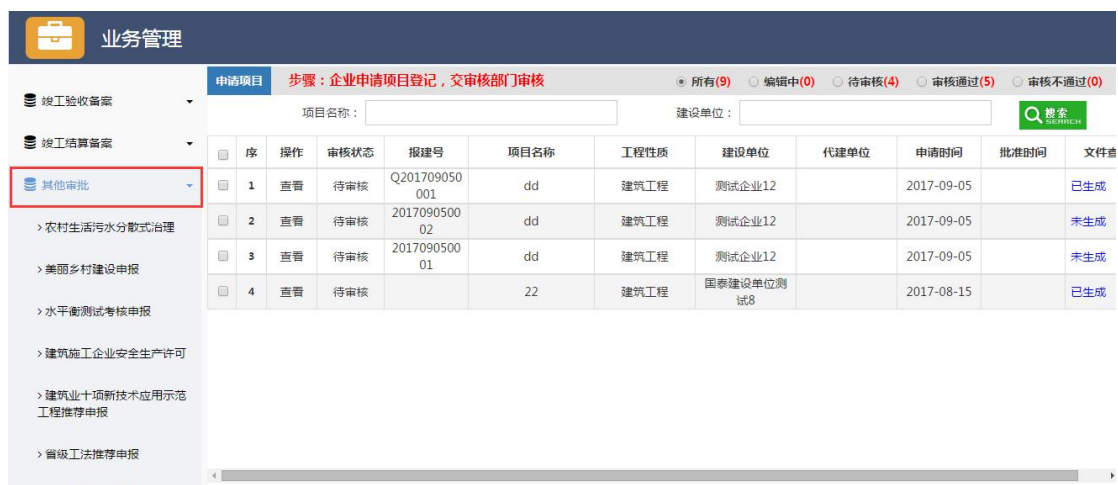 业务管理
竣工验收备案
竣工结算备案
其他审批
>农村生活污水分散式治理
>美丽乡村建设申报
>水平衡测试考核申报
>建筑施工企业安全生产许可
>建筑业十项新技术应用示范
工程推荐申报
>省级工法推荐申报
申请项目 步骤：企业申请项目登记，交审核部门审核 所有(9) 编辑中(0) 待审核(4) 审核通过(5) 审核不通过(0)
项目名称： 建设单位： 搜索 SEARCH
序 操作 审核状态 报建号 项目名称 工程性质 建设单位 代建单位 申请时间 批准时间 文件查
1 查看 待审核 Q201709050 dd 建筑工程 测试企业12 2017-09-05 已生成
001
2 查看 待审核 2017090500 dd 建筑工程 测试企业12 2017-09-05 未生成
02
3 查看 待审核 2017090500 dd 建筑工程 测试企业12 2017-09-05 未生成
01
4 查看 待审核 22 建筑工程 国泰建设单位测 2017-08-15 已生成
试8